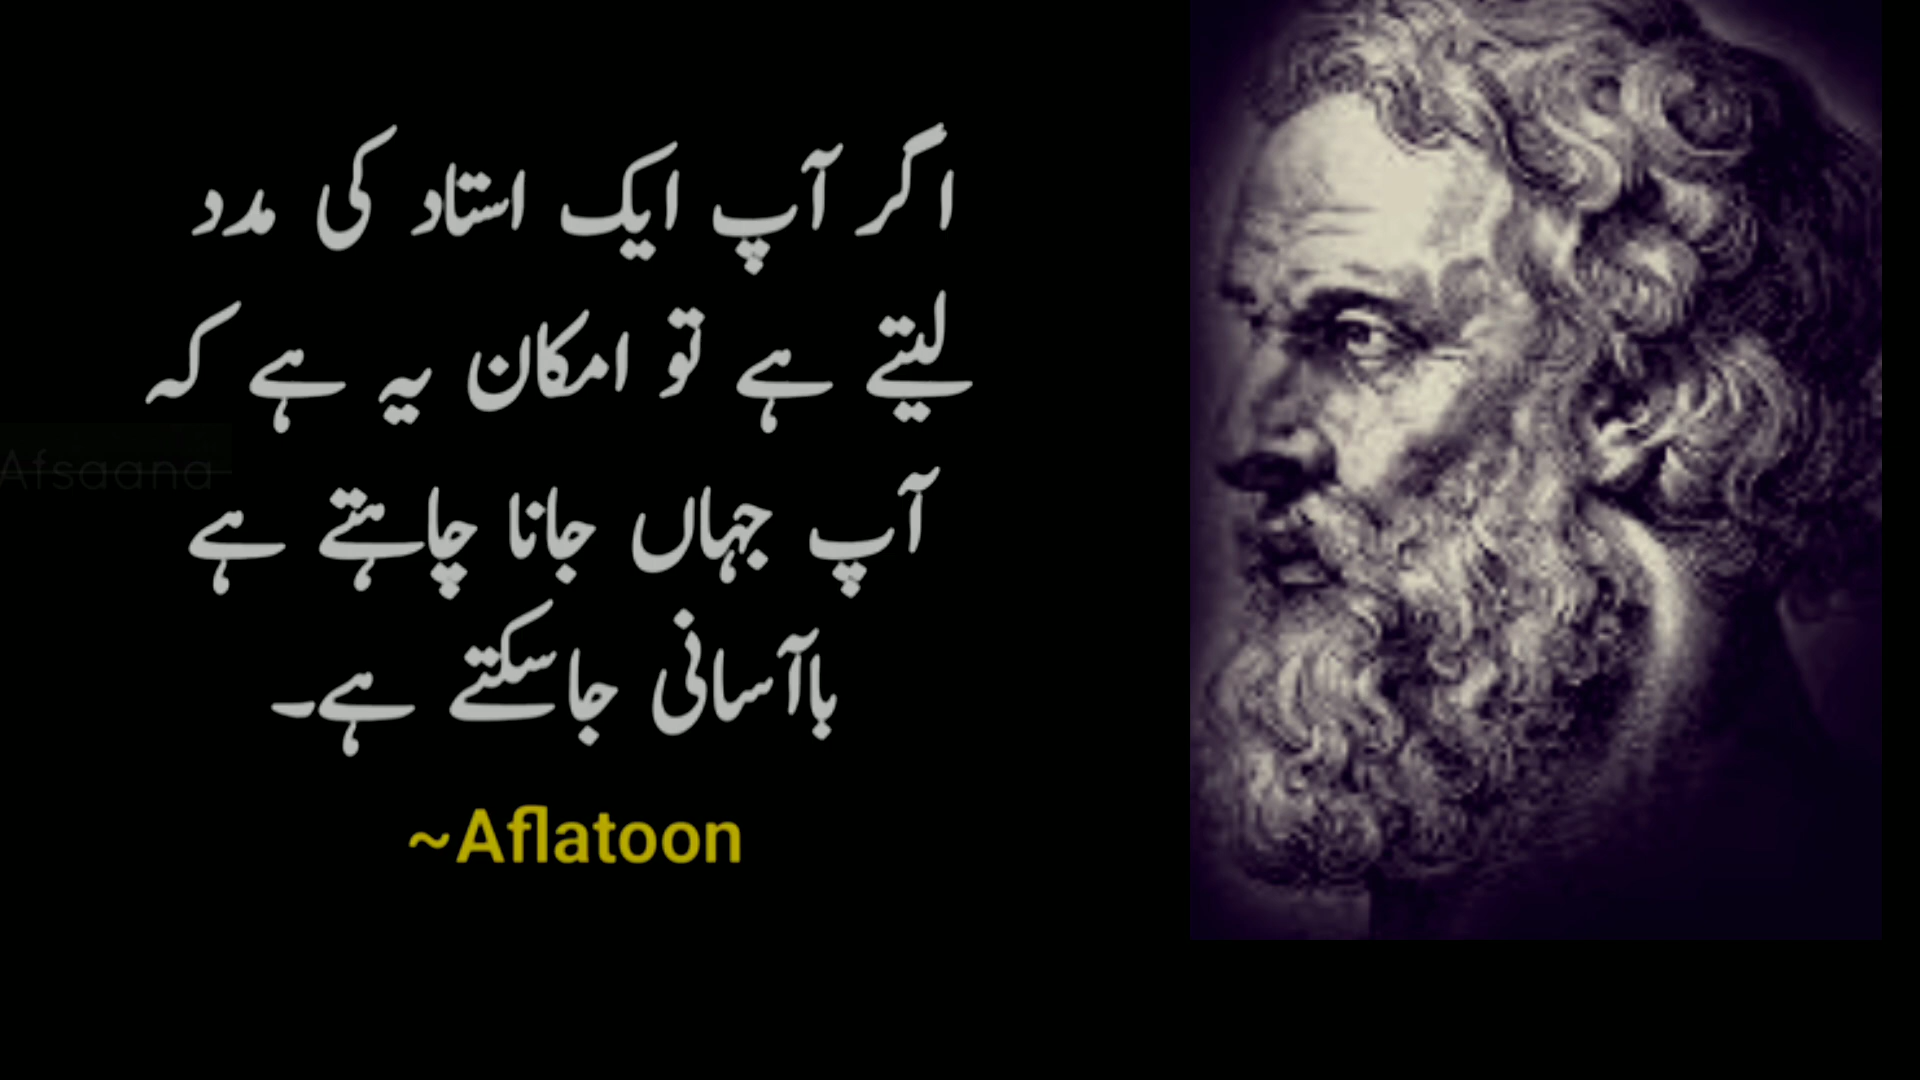 اگر آپ ایک استاد کی مدد
لیتے ہے تو امکان یہ ہے کہ
آپ جہاں جانا چاہتے ہے
باآسانی جاسکتے ہے۔
~Aflatoon
Afsaana